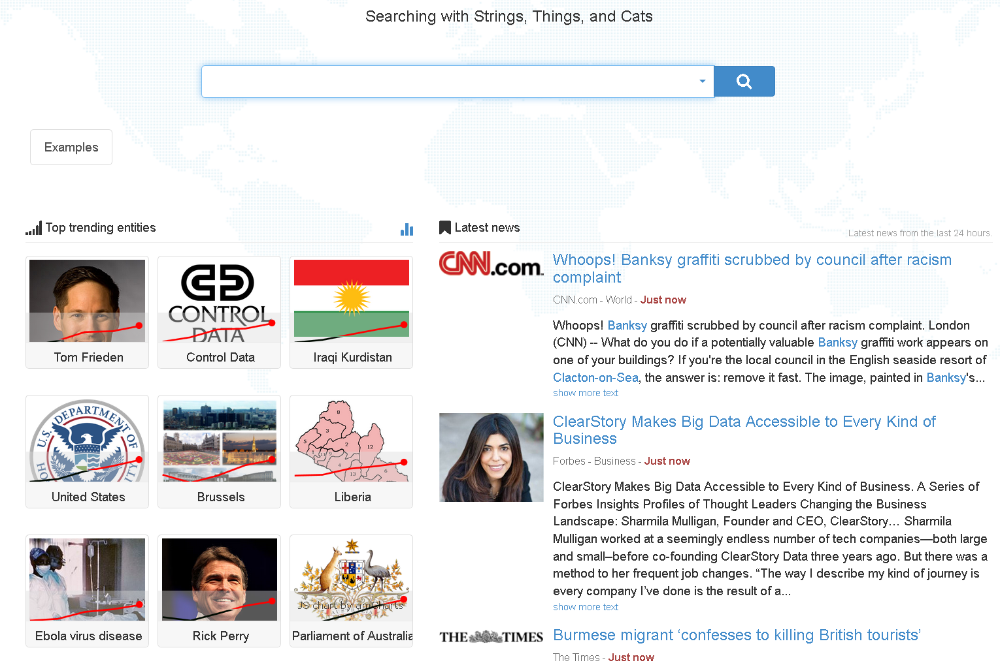 Searching with Strings, Things, and Cats
Examples
Top trending entities
Tom Frieden
CONTROL
DATA
Control Data
Iraqi Kurdistan
U.S. DEPARTMENT OF
United States
Brussels
8
3
5
2
12
1
11
9
4
13
6
Liberia
Ebola virus disease
Rick Perry
JS chart by amCharts
Parliament of Australia
Latest news
Latest news from the last 24 hours.
CNN.com
Whoops! Banksy graffiti scrubbed by council after racism
complaint
CNN.com - World - Just now
Whoops! Banksy graffiti scrubbed by council after racism complaint. London
(CNN) -- What do you do if a potentially valuable Banksy graffiti work appears on
one of your buildings? If you're the local council in the English seaside resort of
Clacton-on-Sea, the answer is: remove it fast. The image, painted in Banksy's...
show more text
ClearStory Makes Big Data Accessible to Every Kind of
Business
Forbes - Business - Just now
ClearStory Makes Big Data Accessible to Every Kind of Business. A Series of
Forbes Insights Profiles of Thought Leaders Changing the Business
Landscape: Sharmila Mulligan, Founder and CEO, ClearStory… Sharmila
Mulligan worked at a seemingly endless number of tech companies—both large
and small–before co-founding ClearStory Data three years ago. But there was a
method to her frequent job changes. “The way I describe my kind of journey is
every company I’ve done is the result of a...
show more text
THE TIMES
Burmese migrant ‘confesses to killing British tourists’
The Times - Just now